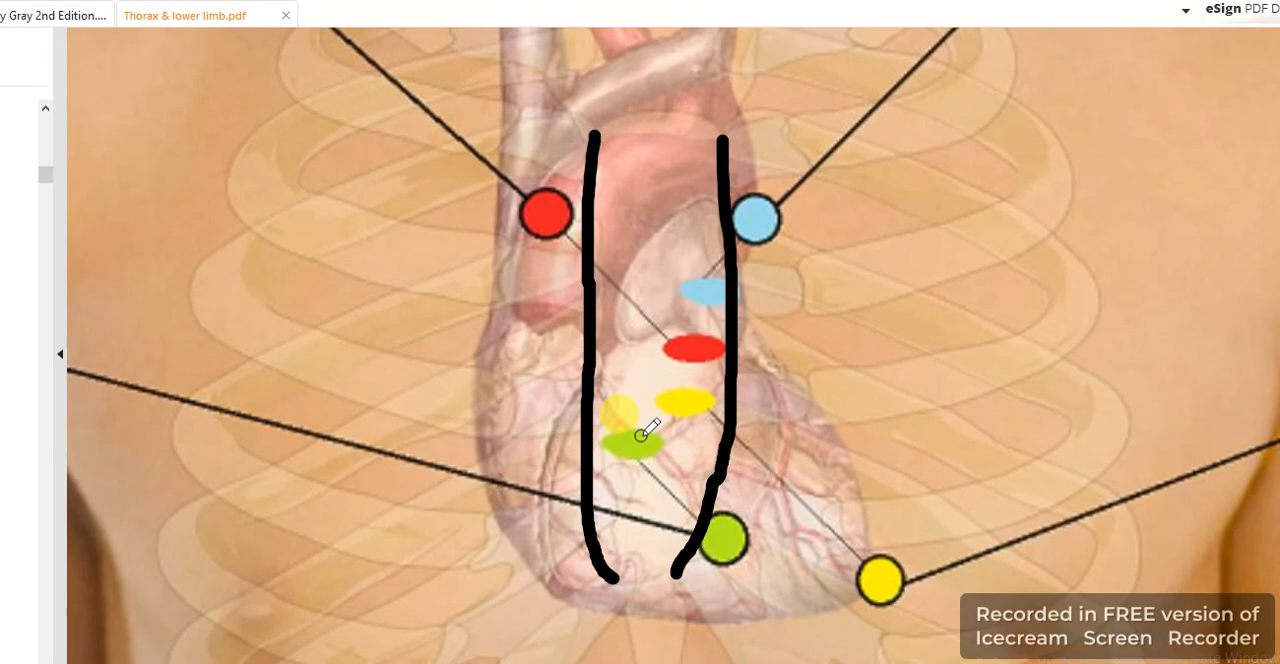 y Gray 2nd Edition....
Thorax & lower limb.pdf
eSign PDF D
Recorded in FREE version of
Icecream Screen Recorder